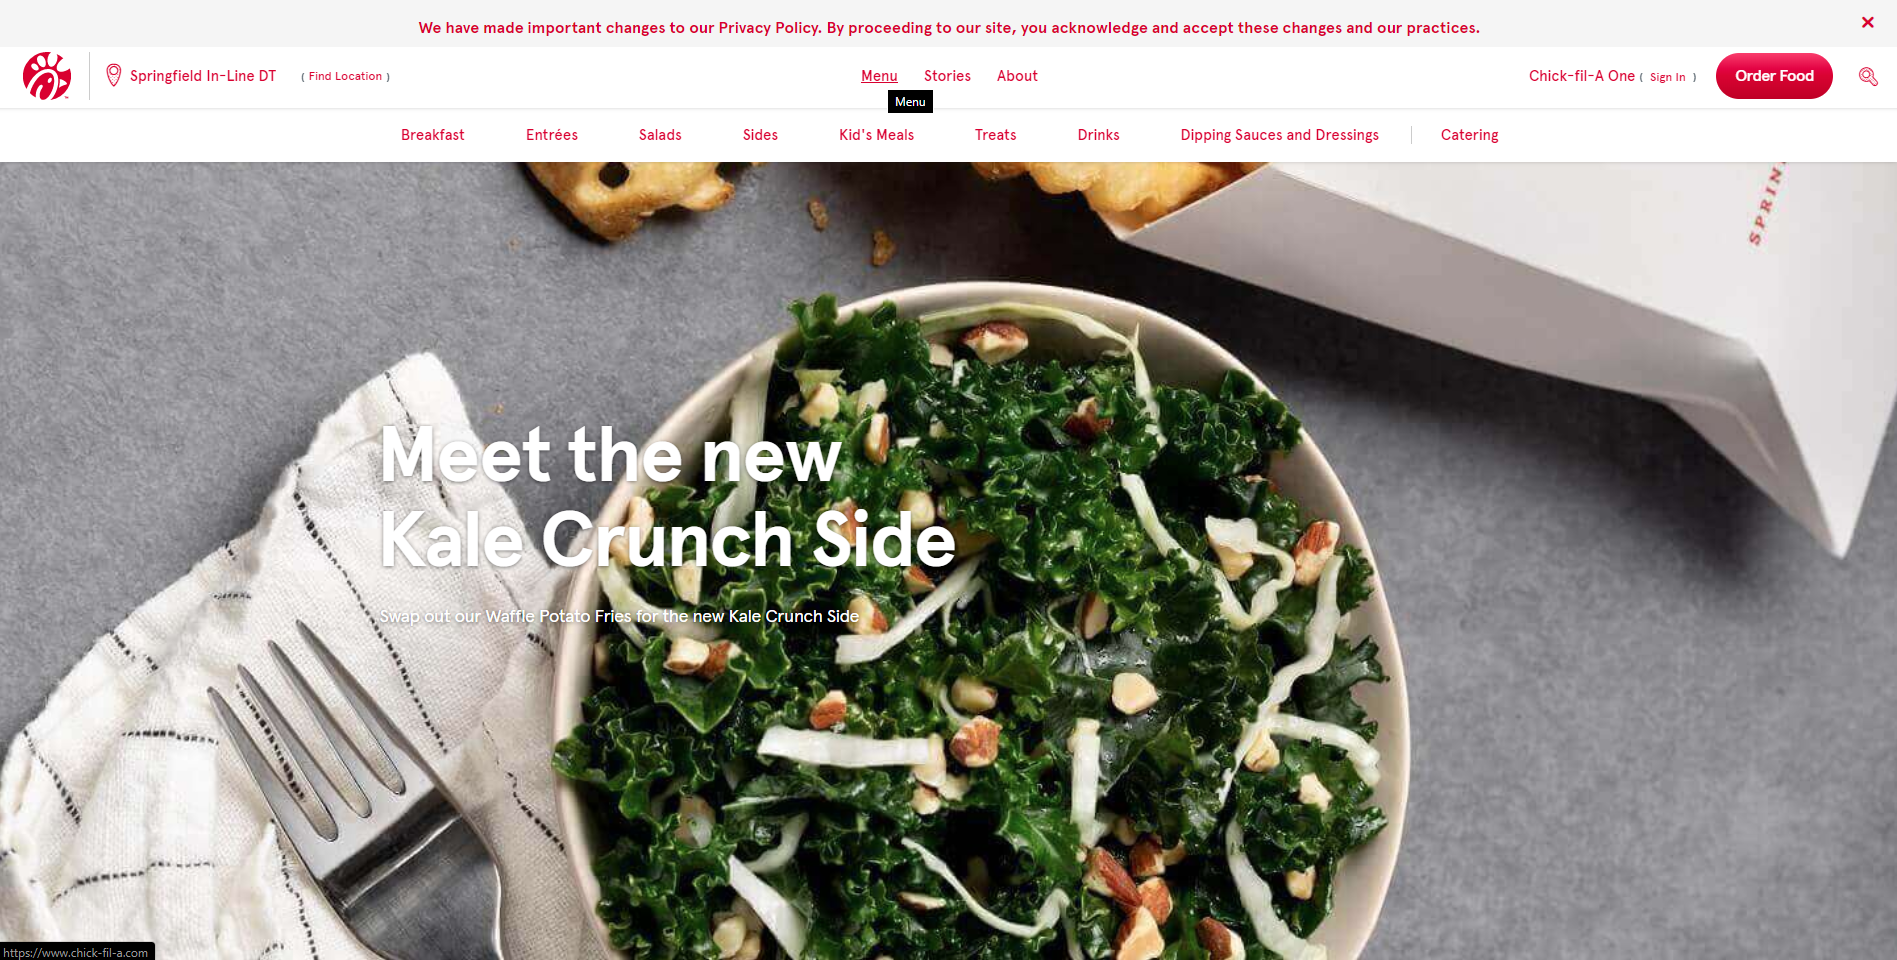 We have made important changes to our Privacy Policy. By proceeding to our site, you acknowledge and accept these changes and our practices.
×
Springfield In-Line DT ( Find Location )
Menu Stories About
Chick-fil-A One ( Sign In ) Order Food
Menu
Breakfast Entrées Salads Sides Kid's Meals Treats Drinks Dipping Sauces and Dressings Catering
Meet the new
Kale Crunch Side
Swap out our Waffle Potato Fries for the new Kale Crunch Side
https://www.chick-fil-a.com